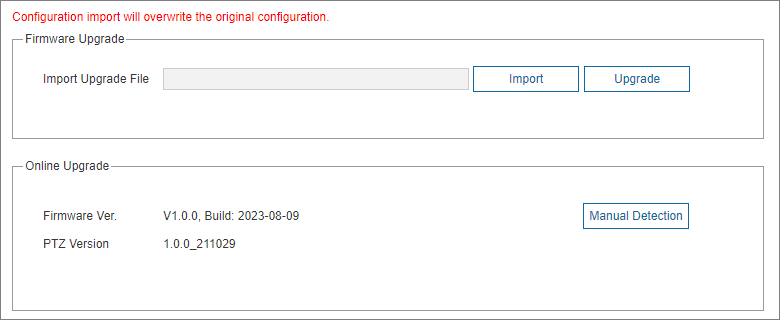 Configuration import will overwrite the original configuration.
Firmware Upgrade
Import Upgrade File Import Upgrade
Online Upgrade
Firmware Ver. V1.0.0, Build: 2023-08-09 Manual Detection
PTZ Version 1.0.0_211029